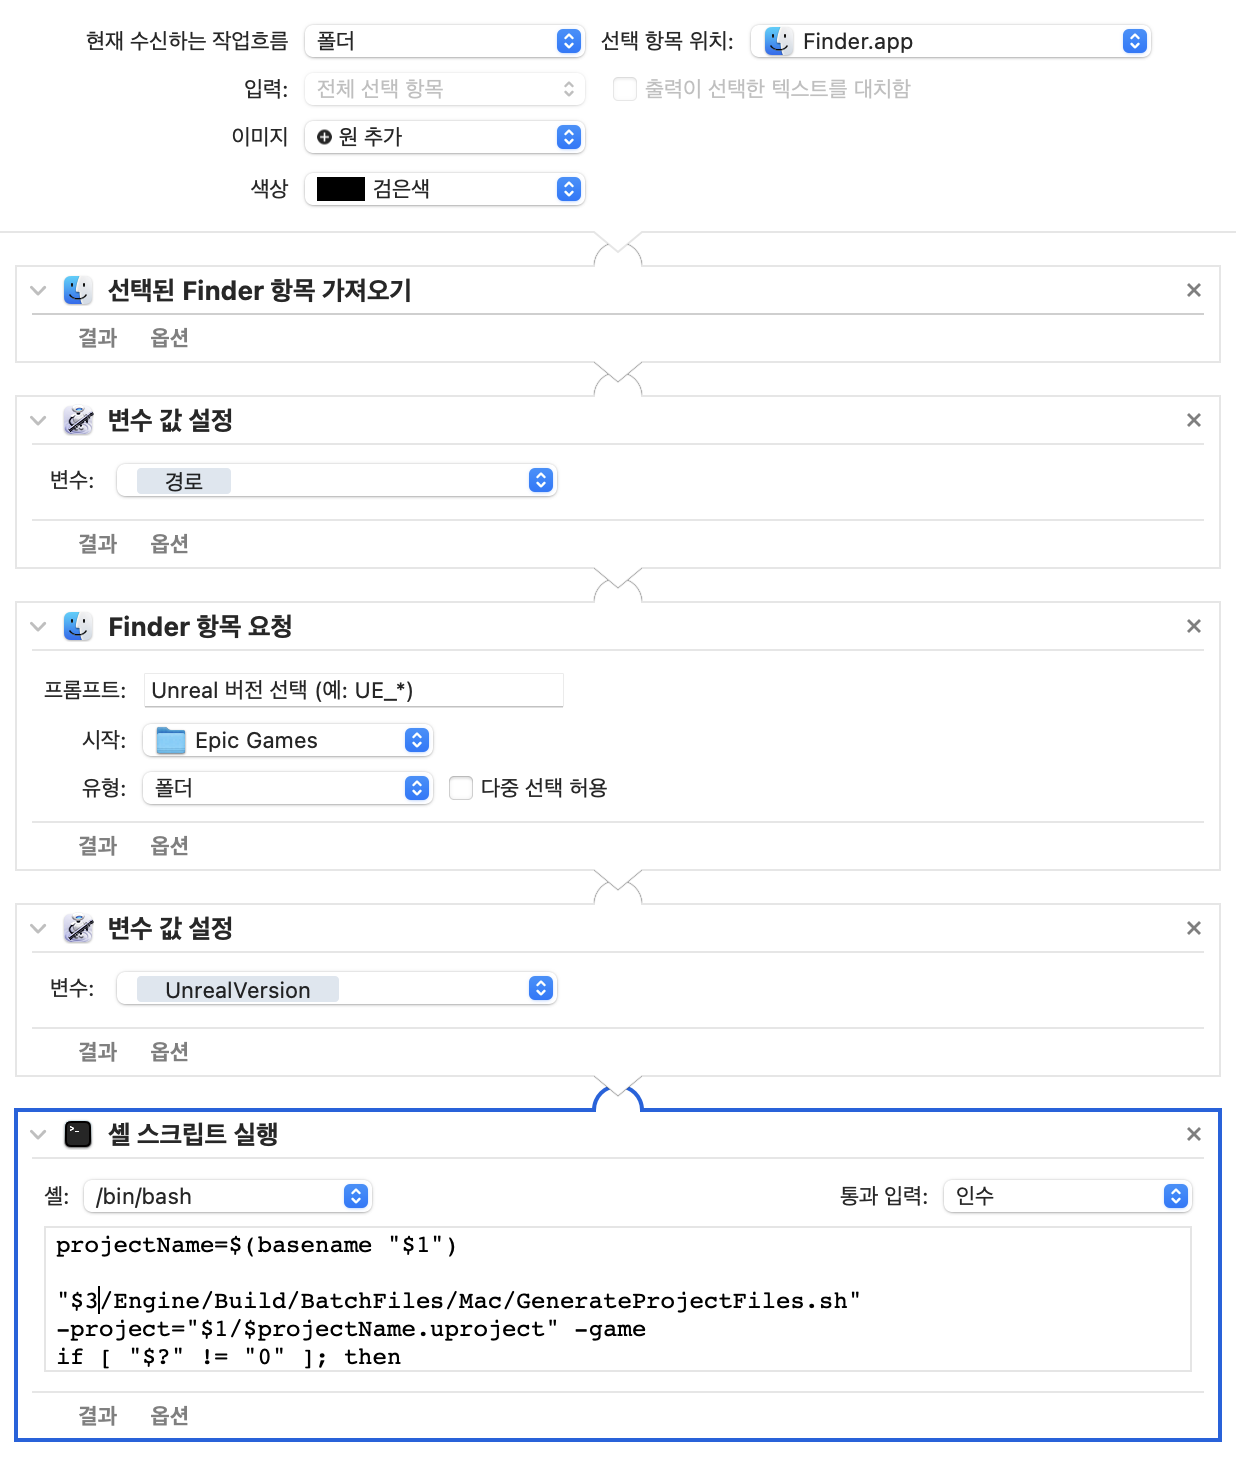 현재 수신하는 작업흐름 폴더 선택 항목 위치: Finder.app
입력: 전체 선택 항목 출력이 선택한 텍스트를 대치함
이미지 원 추가
색상 검은색
선택된 Finder 항목 가져오기
결과 옵션
변수 값 설정
변수: 경로
결과 옵션
Finder 항목 요청
프롬프트: Unreal 버전 선택 (예: UE_*)
시작: Epic Games
유형: 폴더 다중 선택 허용
결과 옵션
변수 값 설정
변수: UnrealVersion
결과 옵션
셸 스크립트 실행
셸: /bin/bash 통과 입력: 인수
projectName=$(basename "$1")
"$3/Engine/Build/BatchFiles/Mac/GenerateProjectFiles.sh"
-project="$1/$projectName.uproject" -game
if [ "$?" != "0" ]; then
결과 옵션